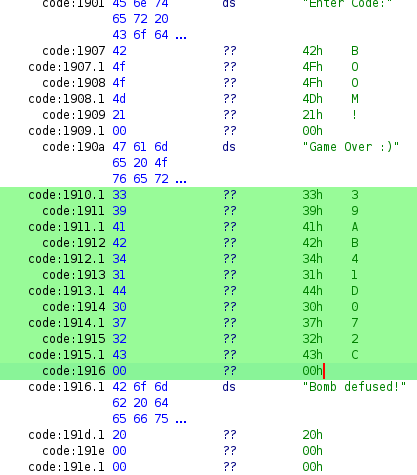 code:1901 45 6e 74 ds "Enter Code:"
65 72 20
43 6f 64 ...
code:1907 42 ?? 42h B
code:1907.1 4f ?? 4Fh O
code:1908 4f ?? 4Fh O
code:1908.1 4d ?? 4Dh M
code:1909 21 ?? 21h !
code:1909.1 00 ?? 00h
code:190a 47 61 6d ds "Game Over :)"
65 20 4f
76 65 72 ...
code:1910.1 33 ?? 33h 3
code:1911 39 ?? 39h 9
code:1911.1 41 ?? 41h A
code:1912 42 ?? 42h B
code:1912.1 34 ?? 34h 4
code:1913 31 ?? 31h 1
code:1913.1 44 ?? 44h D
code:1914 30 ?? 30h 0
code:1914.1 37 ?? 37h 7
code:1915 32 ?? 32h 2
code:1915.1 43 ?? 43h C
code:1916 00 ?? 00h
code:1916.1 42 6f 6d ds "Bomb defused!"
62 20 64
65 66 75 ...
code:191d.1 20 ?? 20h
code:191e 00 ?? 00h
code:191e.1 00 ?? 00h